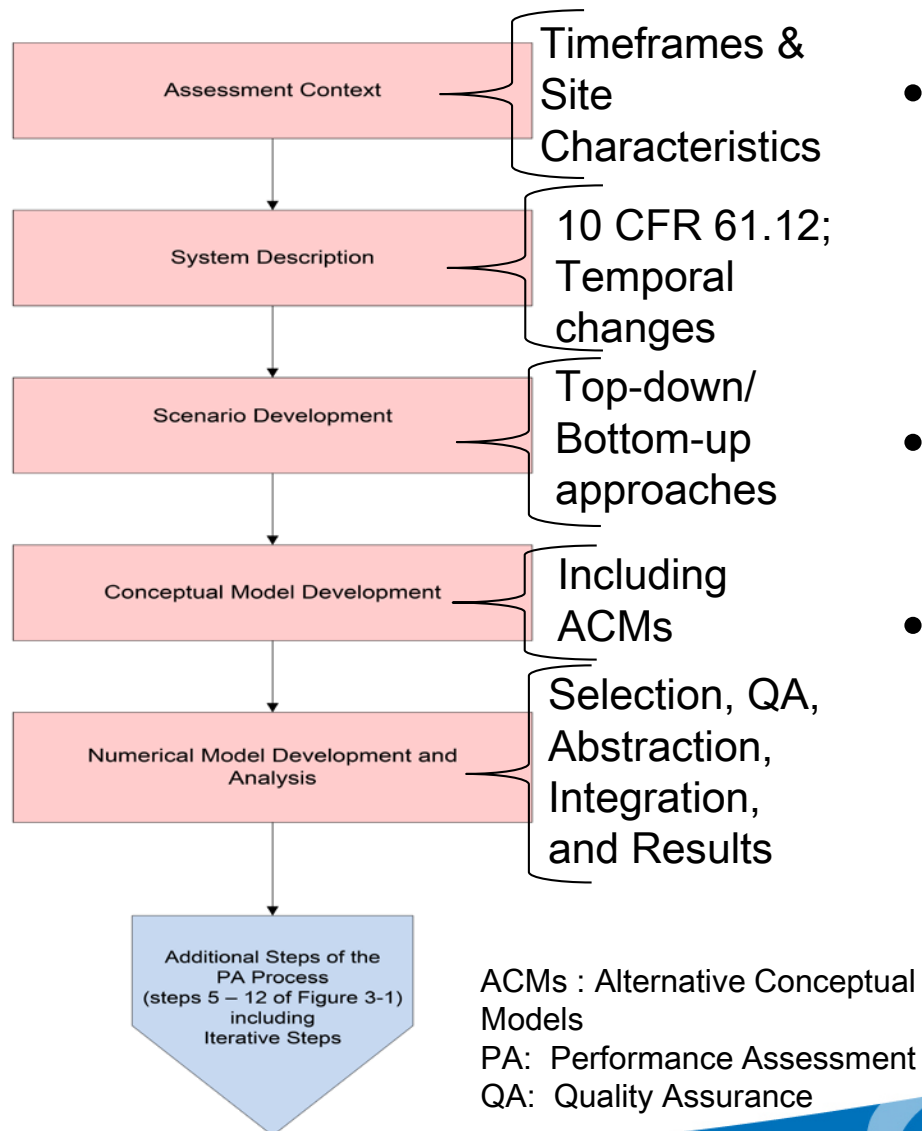 Assessment Context
Timeframes &
Site
Characteristics
•
System Description
10 CFR 61.12;
Temporal
changes
Scenario Development
Top-down/
Bottom-up
approaches
•
Conceptual Model Development
Including
ACMs
•
Numerical Model Development and
Analysis
Selection, QA,
Abstraction,
Integration,
and Results
Additional Steps of the
PA Process
(steps 5 – 12 of Figure 3-1)
including
Iterative Steps
ACMs : Alternative Conceptual
Models
PA: Performance Assessment
QA: Quality Assurance